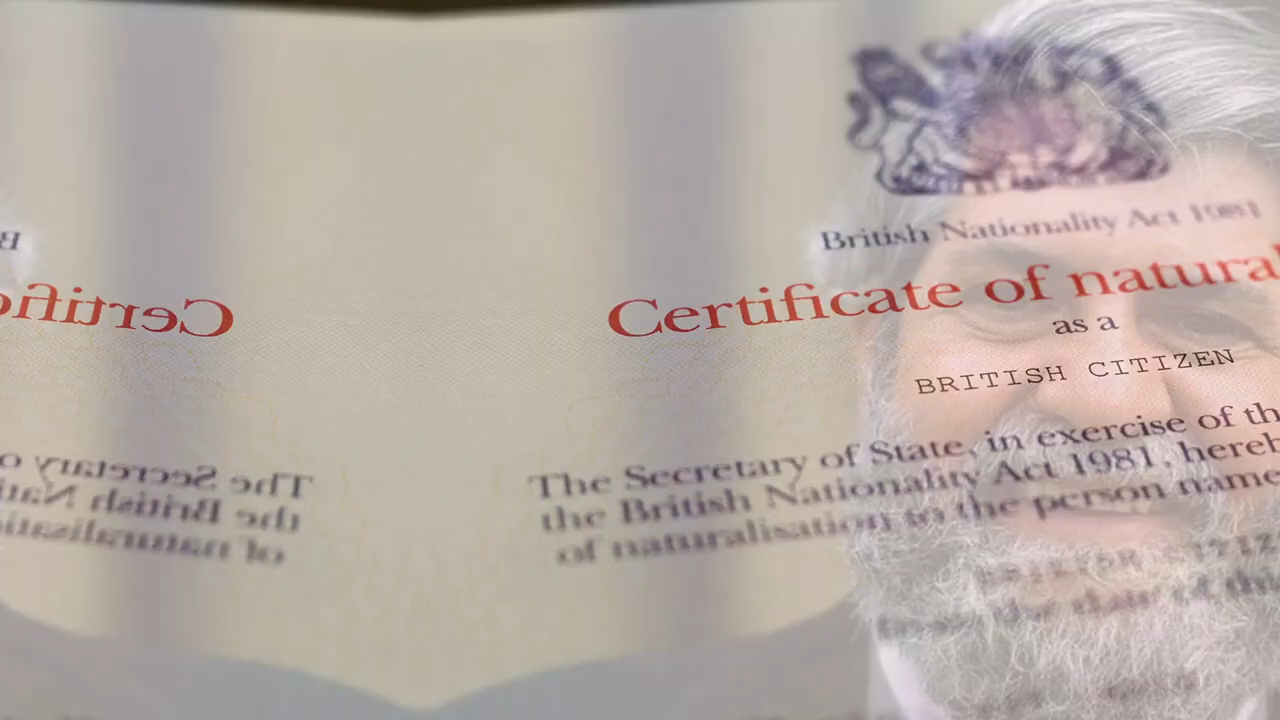 British Nationality Act 1981
Certificate of natural
as a
BRITISH CITIZEN
The Secretary of State, in exercise of th
the British Nationality Act 1981, hereb
of naturalisation to the person name